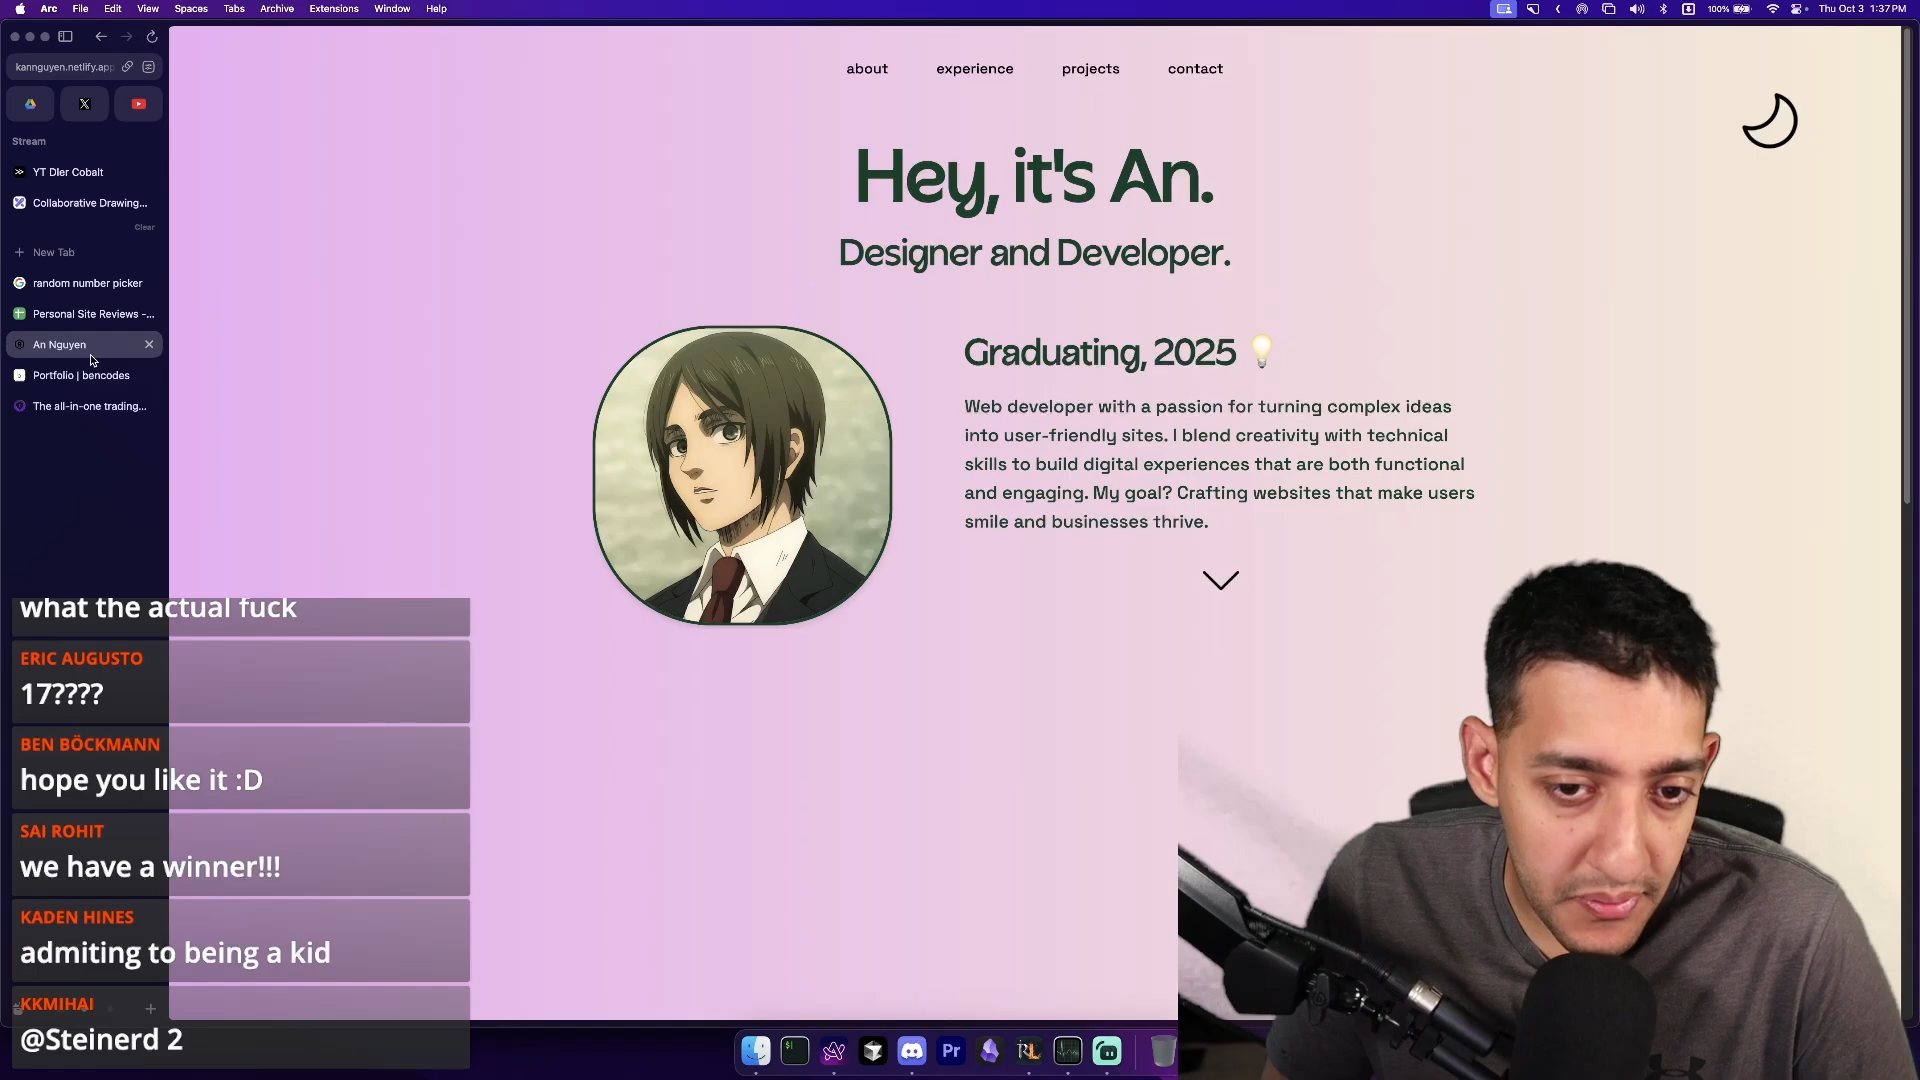 Arc File Edit View Spaces Tabs Archive Extensions Window Help
100% Thu Oct 3 1:37 PM
kannguyen.netlify.app
Stream
YT Dler Cobalt
Collaborative Drawing...
Clear
New Tab
random number picker
Personal Site Reviews -...
An Nguyen
Portfolio | bencodes
The all-in-one trading...
about experience projects contact
Hey, it's An.
Designer and Developer.
Graduating, 2025
Web developer with a passion for turning complex ideas
into user-friendly sites. I blend creativity with technical
skills to build digital experiences that are both functional
and engaging. My goal? Crafting websites that make users
smile and businesses thrive.
what the actual fuck
ERIC AUGUSTO
17????
BEN BÖCKMANN
hope you like it :D
SAI ROHIT
we have a winner!!!
KADEN HINES
admiting to being a kid
KKMIHAI
@Steinerd 2
Pr
RL